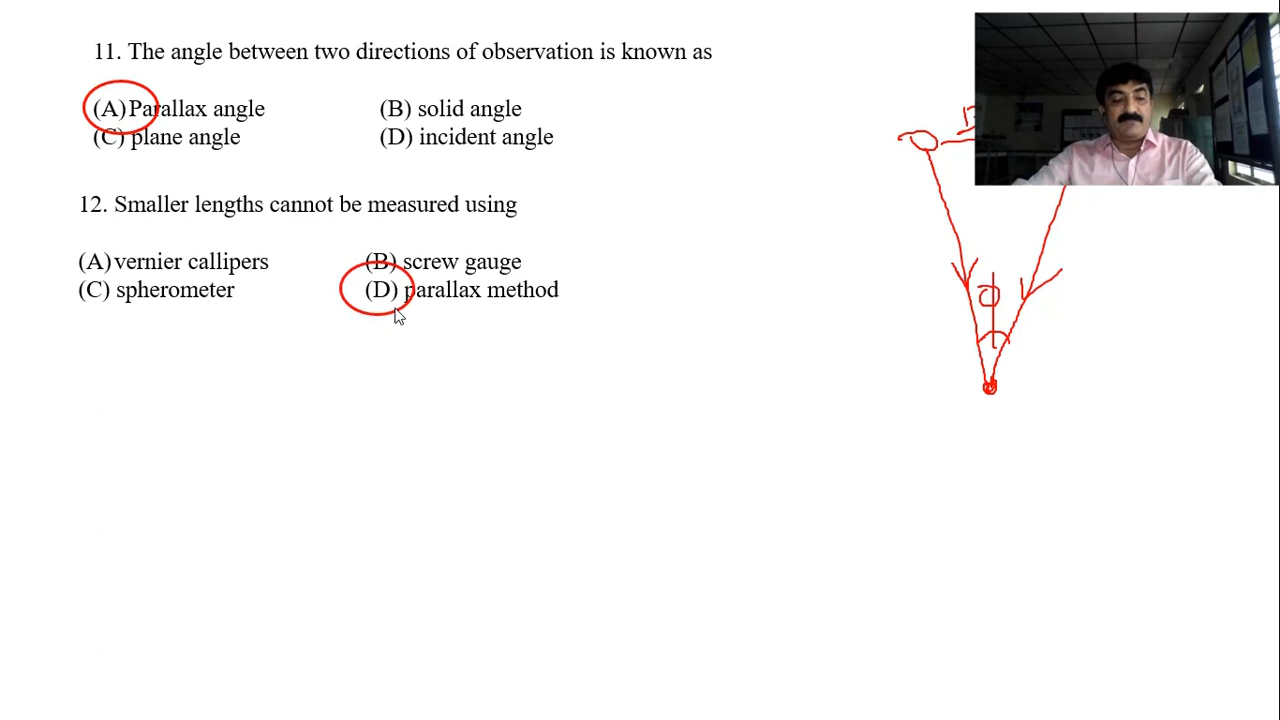 11. The angle between two directions of observation is known as
(A) Parallax angle (B) solid angle
(C) plane angle (D) incident angle
12. Smaller lengths cannot be measured using
(A) vernier callipers (B) screw gauge
(C) spherometer (D) parallax method